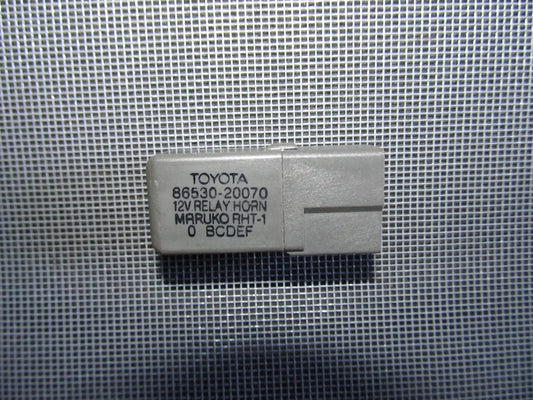 TOYOTA
86530-20070
12V RELAY HORN
MARUKO RHT-1
0 BCDEF